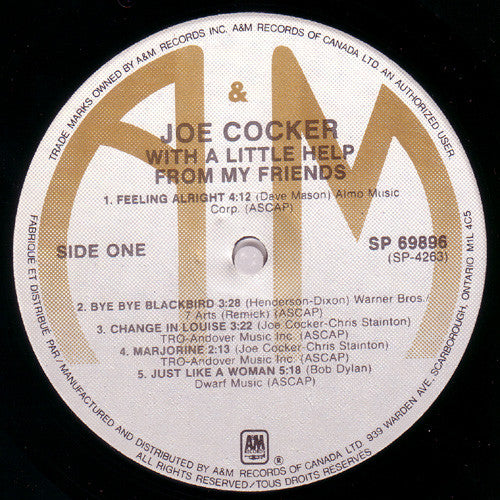 TRADE MARKS OWNED BY A&M RECORDS INC. A&M RECORDS OF CANADA LTD. AN AUTHORIZED USER
A & M
JOE COCKER
WITH A LITTLE HELP
FROM MY FRIENDS
1. FEELING ALRIGHT 4:12 (Dave Mason) Almo Music
Corp. (ASCAP)
SIDE ONE
SP 69896
(SP-4263)
2. BYE BYE BLACKBIRD 3:28 (Henderson-Dixon) Warner Bros./
7 Arts (Remick) (ASCAP)
3. CHANGE IN LOUISE 3:22 (Joe Cocker-Chris Stainton)
TRO-Andover Music Inc. (ASCAP)
4. MARJORINE 2:13 (Joe Cocker-Chris Stainton)
TRO-Andover Music Inc. (ASCAP)
5. JUST LIKE A WOMAN 5:18 (Bob Dylan)
Dwarf Music (ASCAP)
A&M
RECORDS
®
FABRIQUE ET DISTRIBUE PAR/MANUFACTURED AND DISTRIBUTED BY A&M RECORDS OF CANADA LTD. 939 WARDEN AVE., SCARBOROUGH, ONTARIO M1L 4C5
ALL RIGHTS RESERVED/TOUS DROITS RESERVES